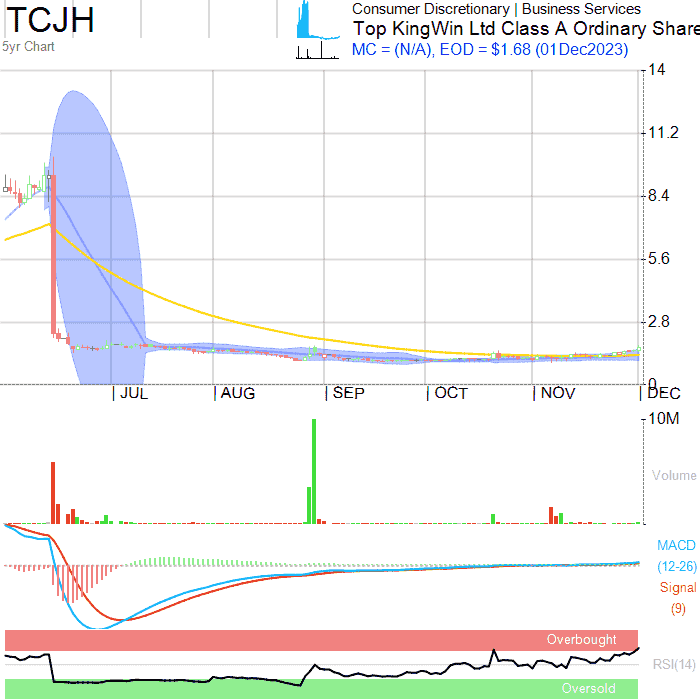 TCJH
5yr Chart
Consumer Discretionary | Business Services
Top KingWin Ltd Class A Ordinary Share
MC = (N/A), EOD = $1.68 (01Dec2023)
14
11.2
8.4
5.6
2.8
0
JUL AUG SEP OCT NOV DEC
10M
Volume
MACD
(12-26)
Signal
(9)
Overbought
RSI(14)
Oversold